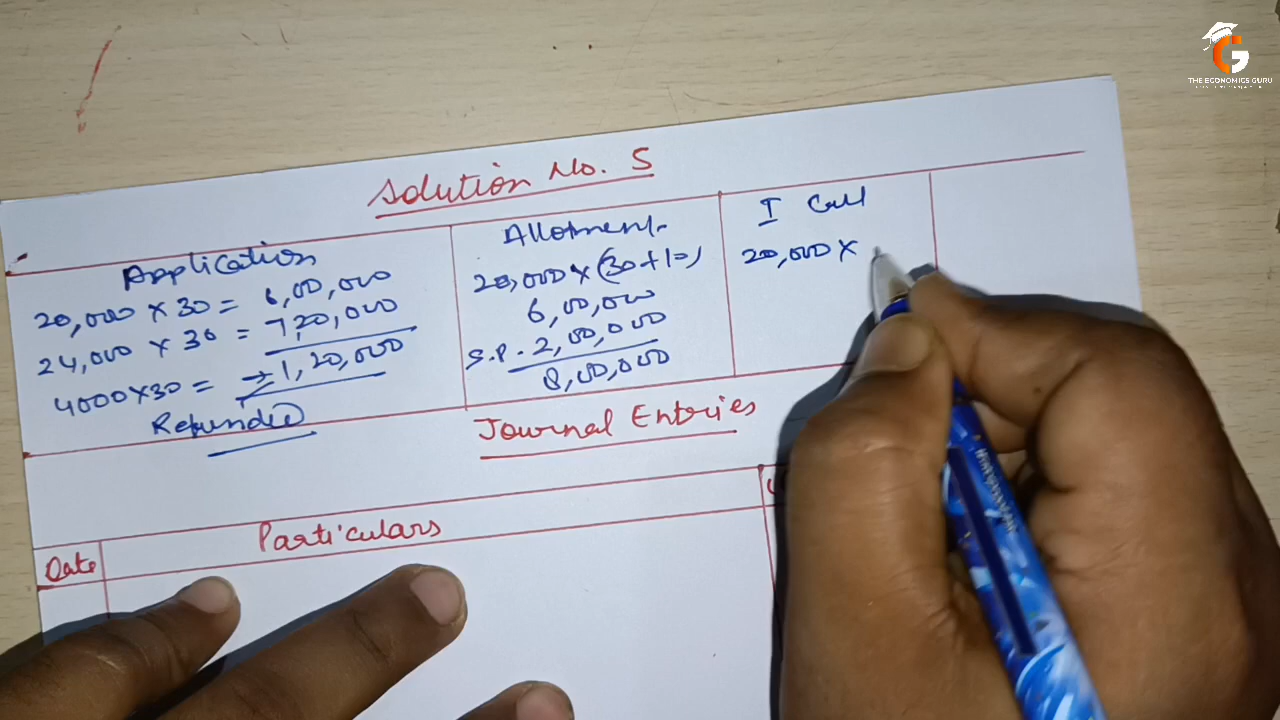 THE ECONOMICS GURU
Solution No. 5
Application
20,000 × 30 = 6,00,000
24,000 × 30 = 7,20,000
4000×30 = 1,20,000
Refunded
Allotment
20,000 × (30+10)
6,00,000
S.P. 2,00,000
8,00,000
I Call
20,000 ×
Journal Entries
Date
Particulars